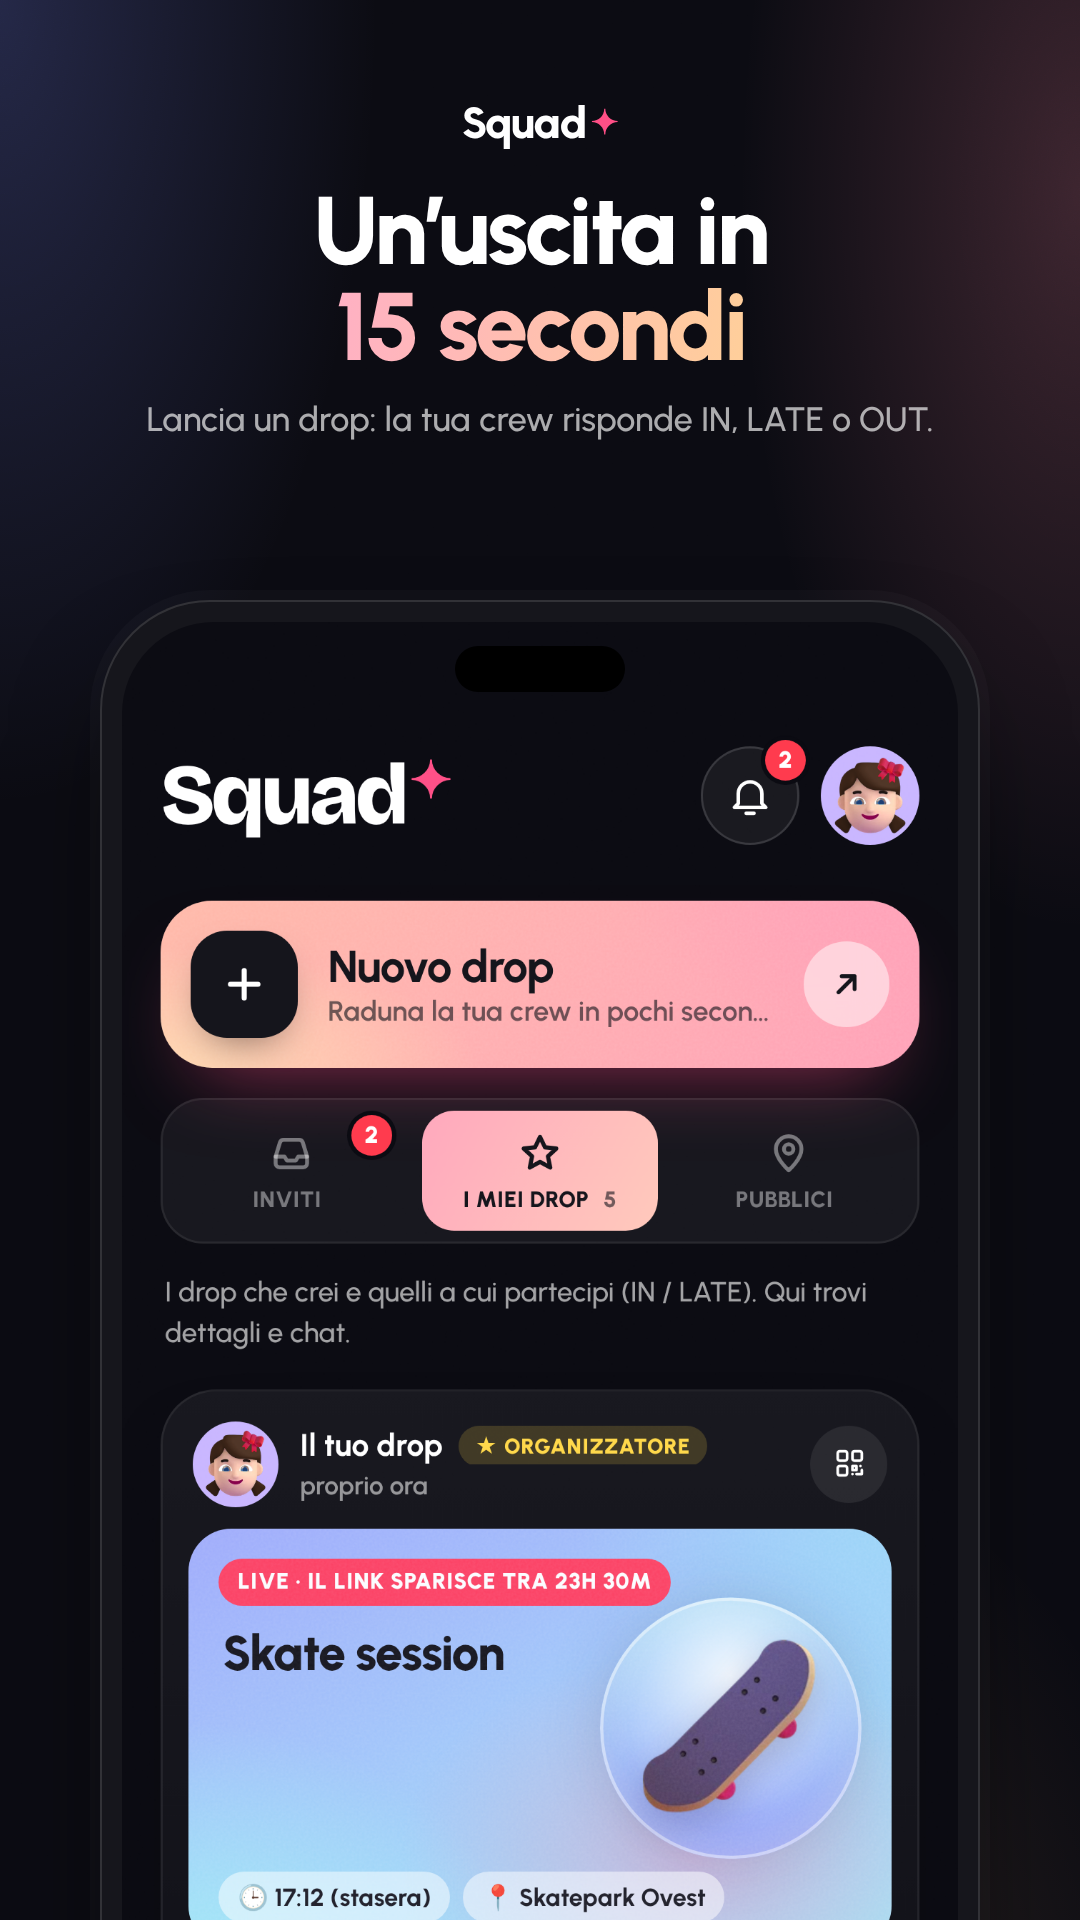 Squad
Un'uscita in
15 secondi
Lancia un drop: la tua crew risponde IN, LATE o OUT.
Squad
2
Nuovo drop
Raduna la tua crew in pochi secon...
2
INVITI
I MIEI DROP 5
PUBBLICI
I drop che crei e quelli a cui partecipi (IN / LATE). Qui trovi
dettagli e chat.
Il tuo drop
★ ORGANIZZATORE
proprio ora
LIVE · IL LINK SPARISCE TRA 23H 30M
Skate session
17:12 (stasera)
Skatepark Ovest